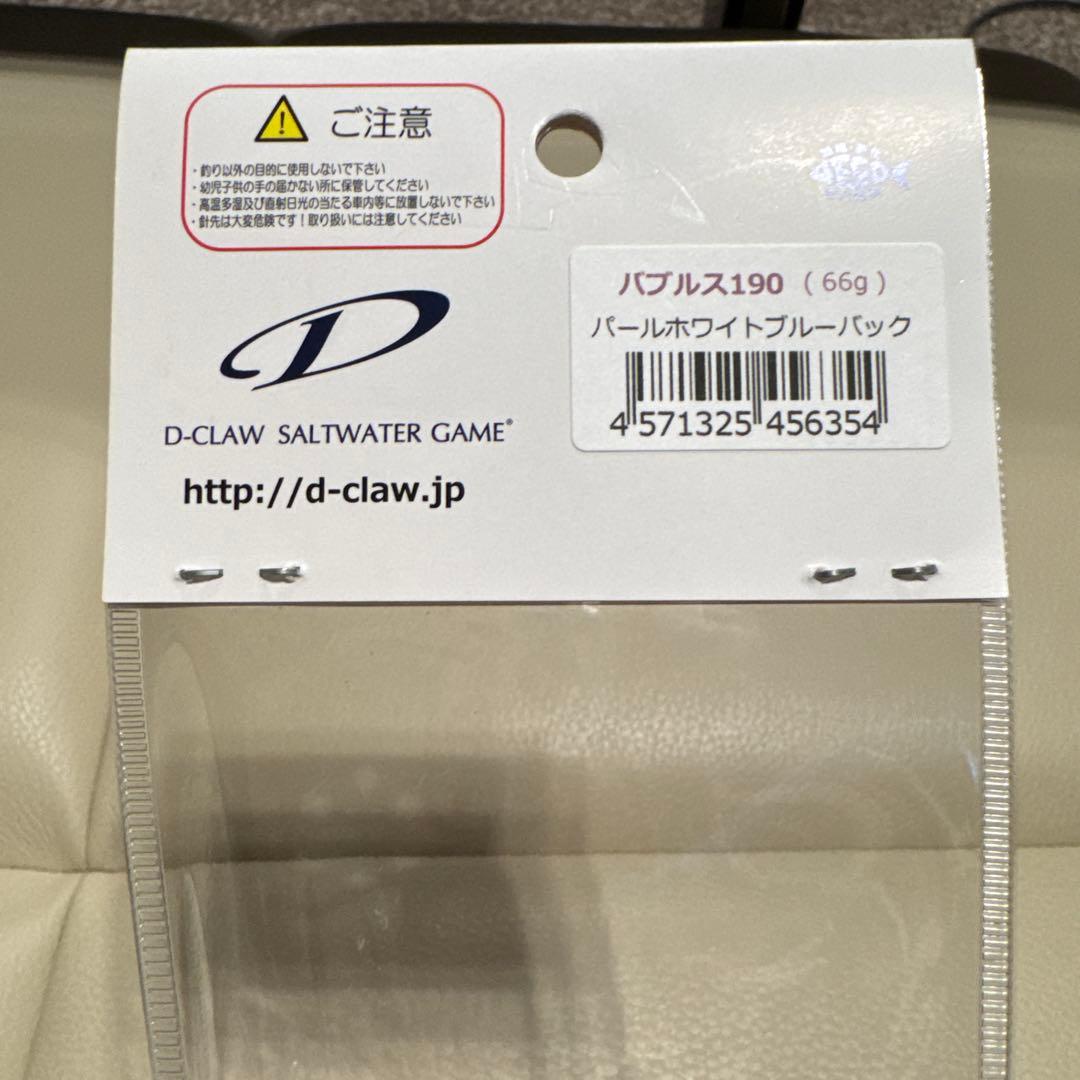 ご注意
・釣り以外の目的に使用しないで下さい
・幼児子供の手の届かない所に保管してください
・高温多湿及び直射日光の当たる車内等に放置しないで下さい
・針先は大変危険です！取り扱いには注意してください
D-CLAW SALTWATER GAME®
http://d-claw.jp
バブルス190 （66g）
パールホワイトブルーバック
4 571325 456354